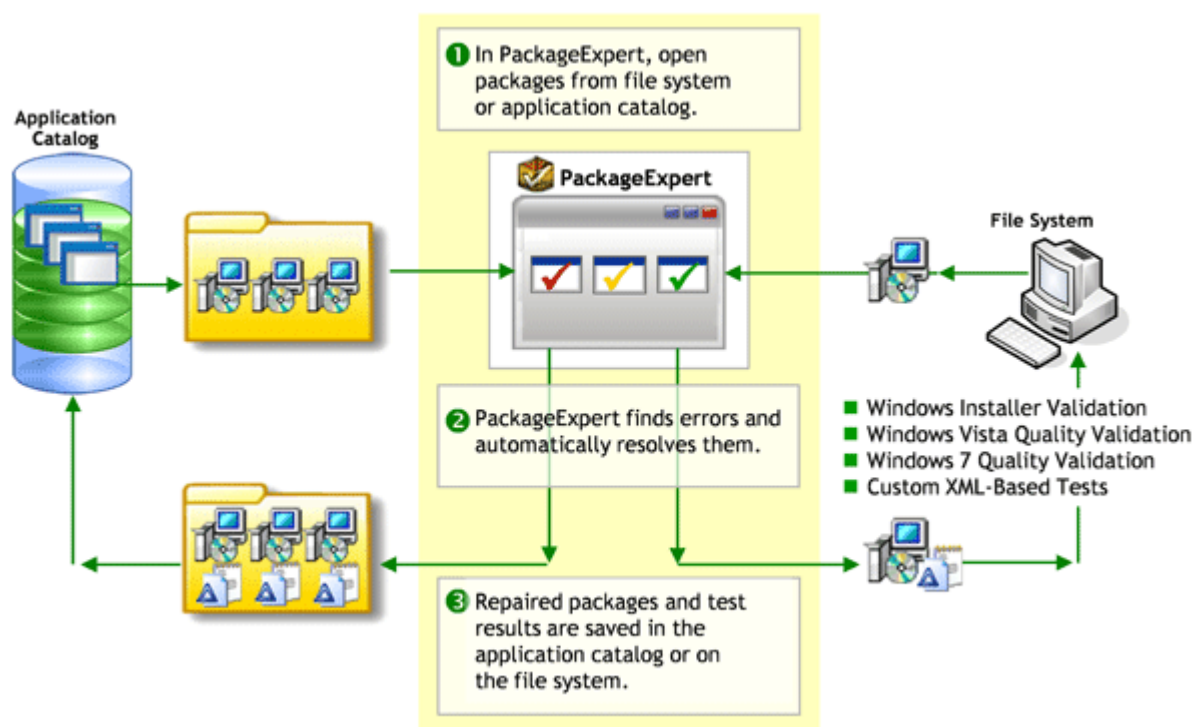 ❶ In PackageExpert, open
packages from file system
or application catalog.
Application
Catalog
PackageExpert
File System
❷ PackageExpert finds errors and
automatically resolves them.
■ Windows Installer Validation
■ Windows Vista Quality Validation
■ Windows 7 Quality Validation
■ Custom XML-Based Tests
❸ Repaired packages and test
results are saved in the
application catalog or on
the file system.